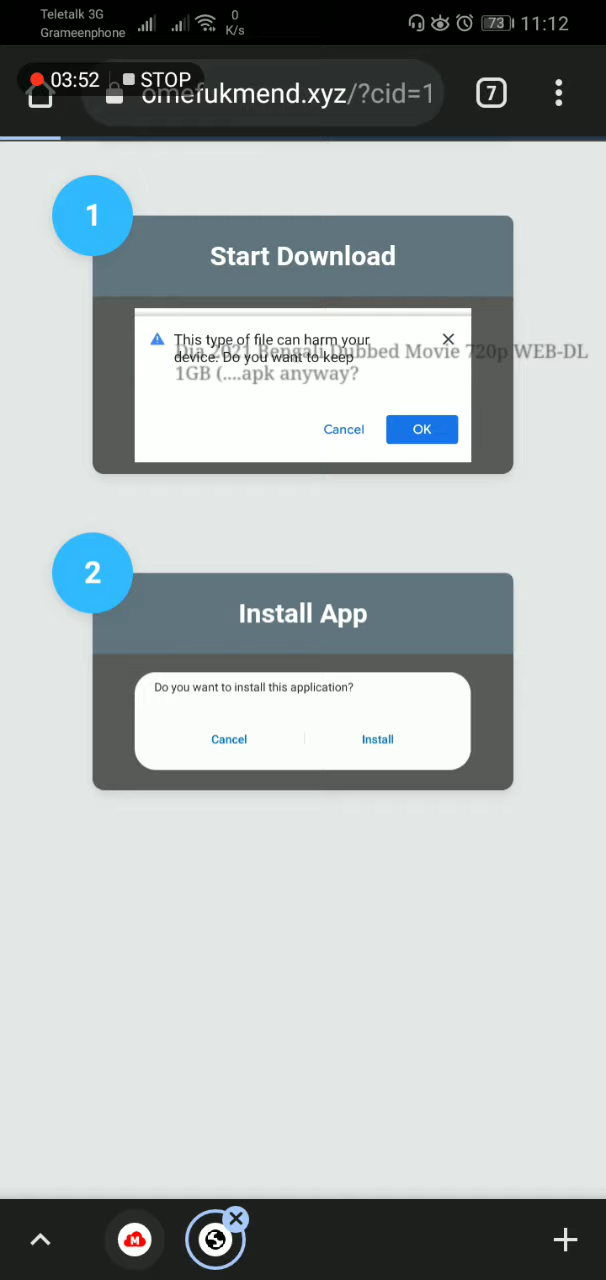 Teletalk 3G
Grameenphone
0
K/s
73
11:12
03:52
STOP
omefukmend.xyz/?cid=1
7
1
Start Download
This type of file can harm your
device. Do you want to keep
Dia 2021 Bengali Dubbed Movie 720p WEB-DL
1GB (....apk anyway?
Cancel
OK
2
Install App
Do you want to install this application?
Cancel
Install
M